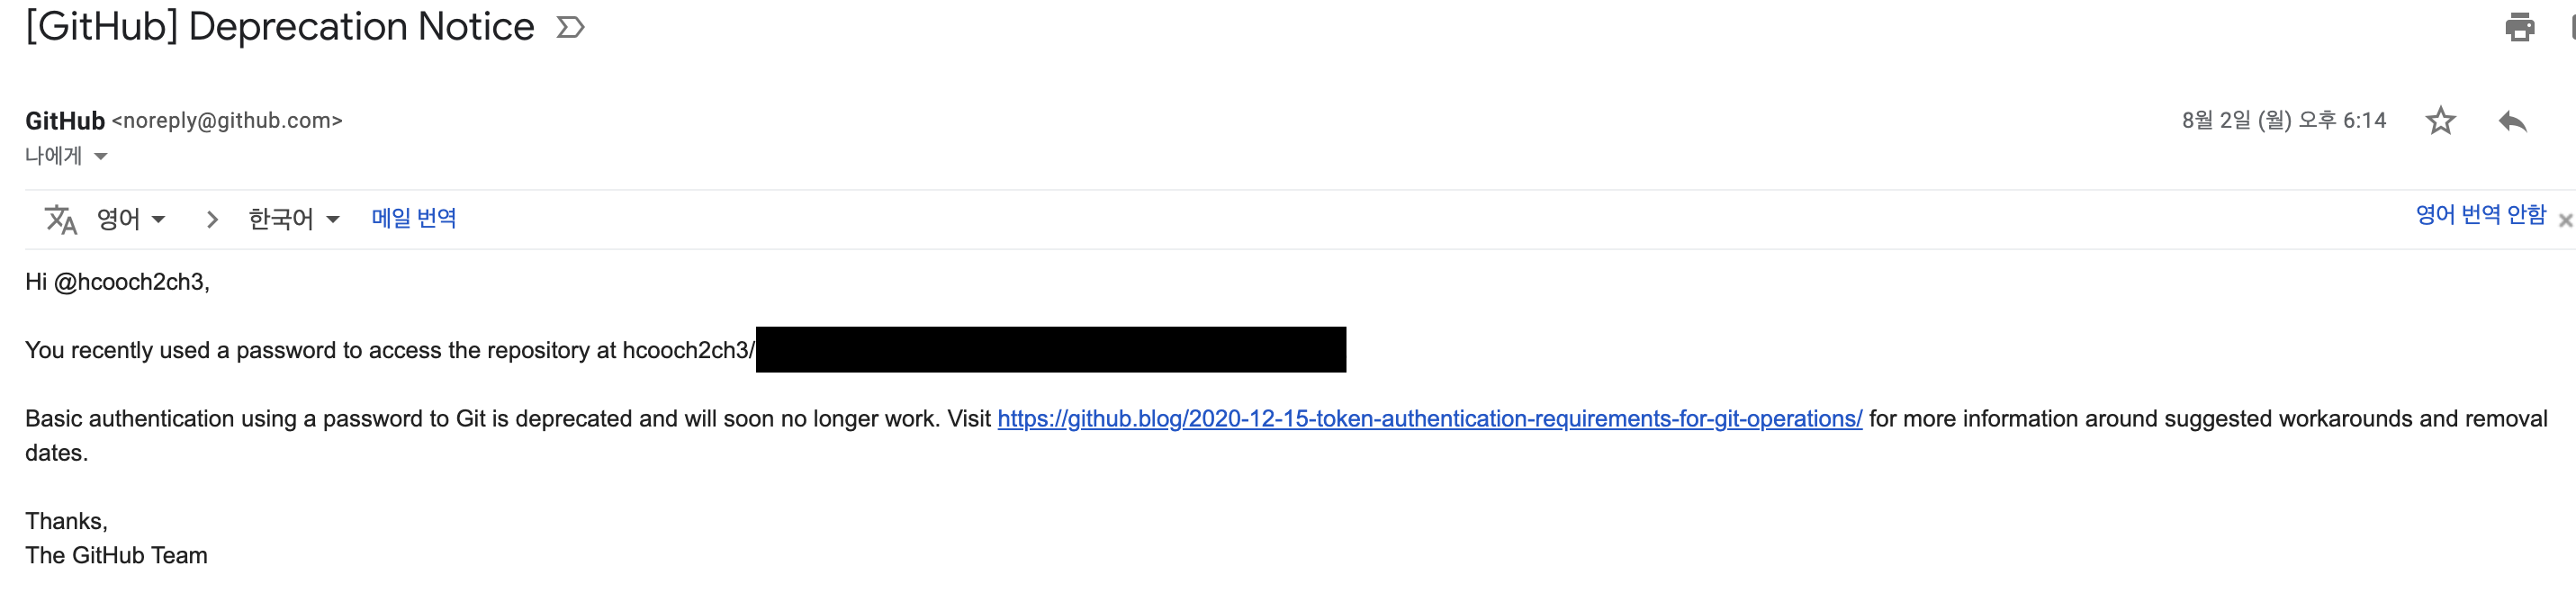 [GitHub] Deprecation Notice
GitHub <noreply@github.com>
8월 2일 (월) 오후 6:14
나에게
영어
한국어
메일 번역
영어 번역 안함
Hi @hcooch2ch3,
You recently used a password to access the repository at hcooch2ch3/
Basic authentication using a password to Git is deprecated and will soon no longer work. Visit https://github.blog/2020-12-15-token-authentication-requirements-for-git-operations/ for more information around suggested workarounds and removal
dates.
Thanks,
The GitHub Team